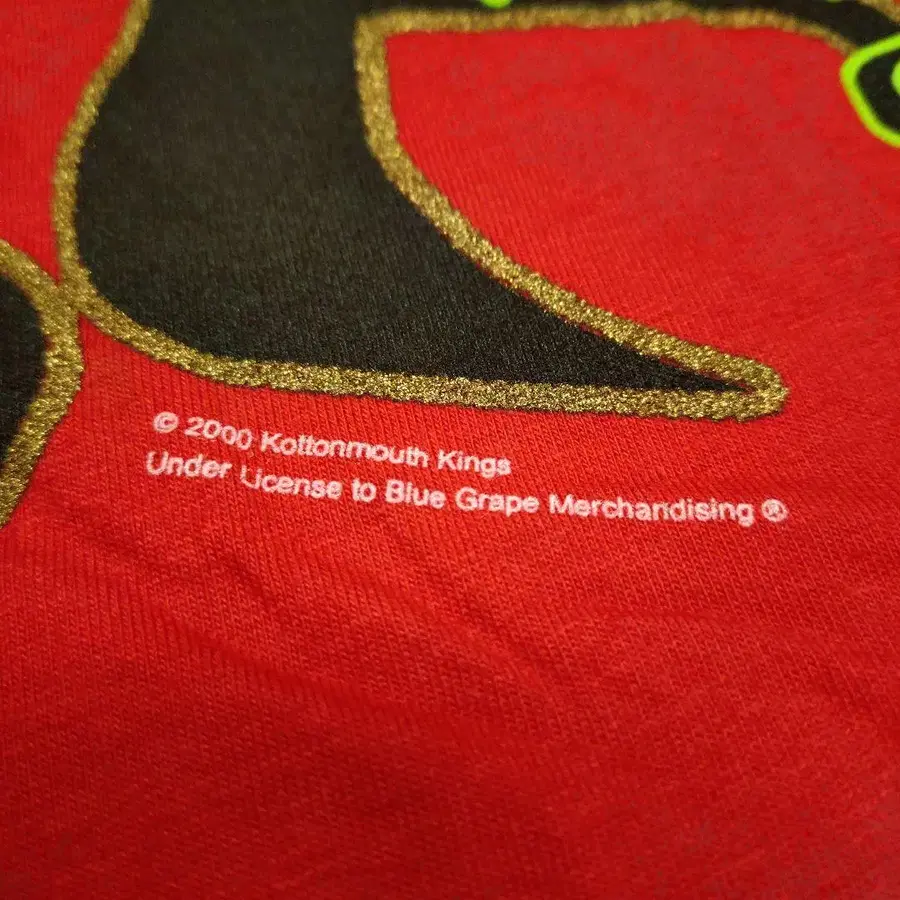 © 2000 Kottonmouth Kings
Under License to Blue Grape Merchandising ®